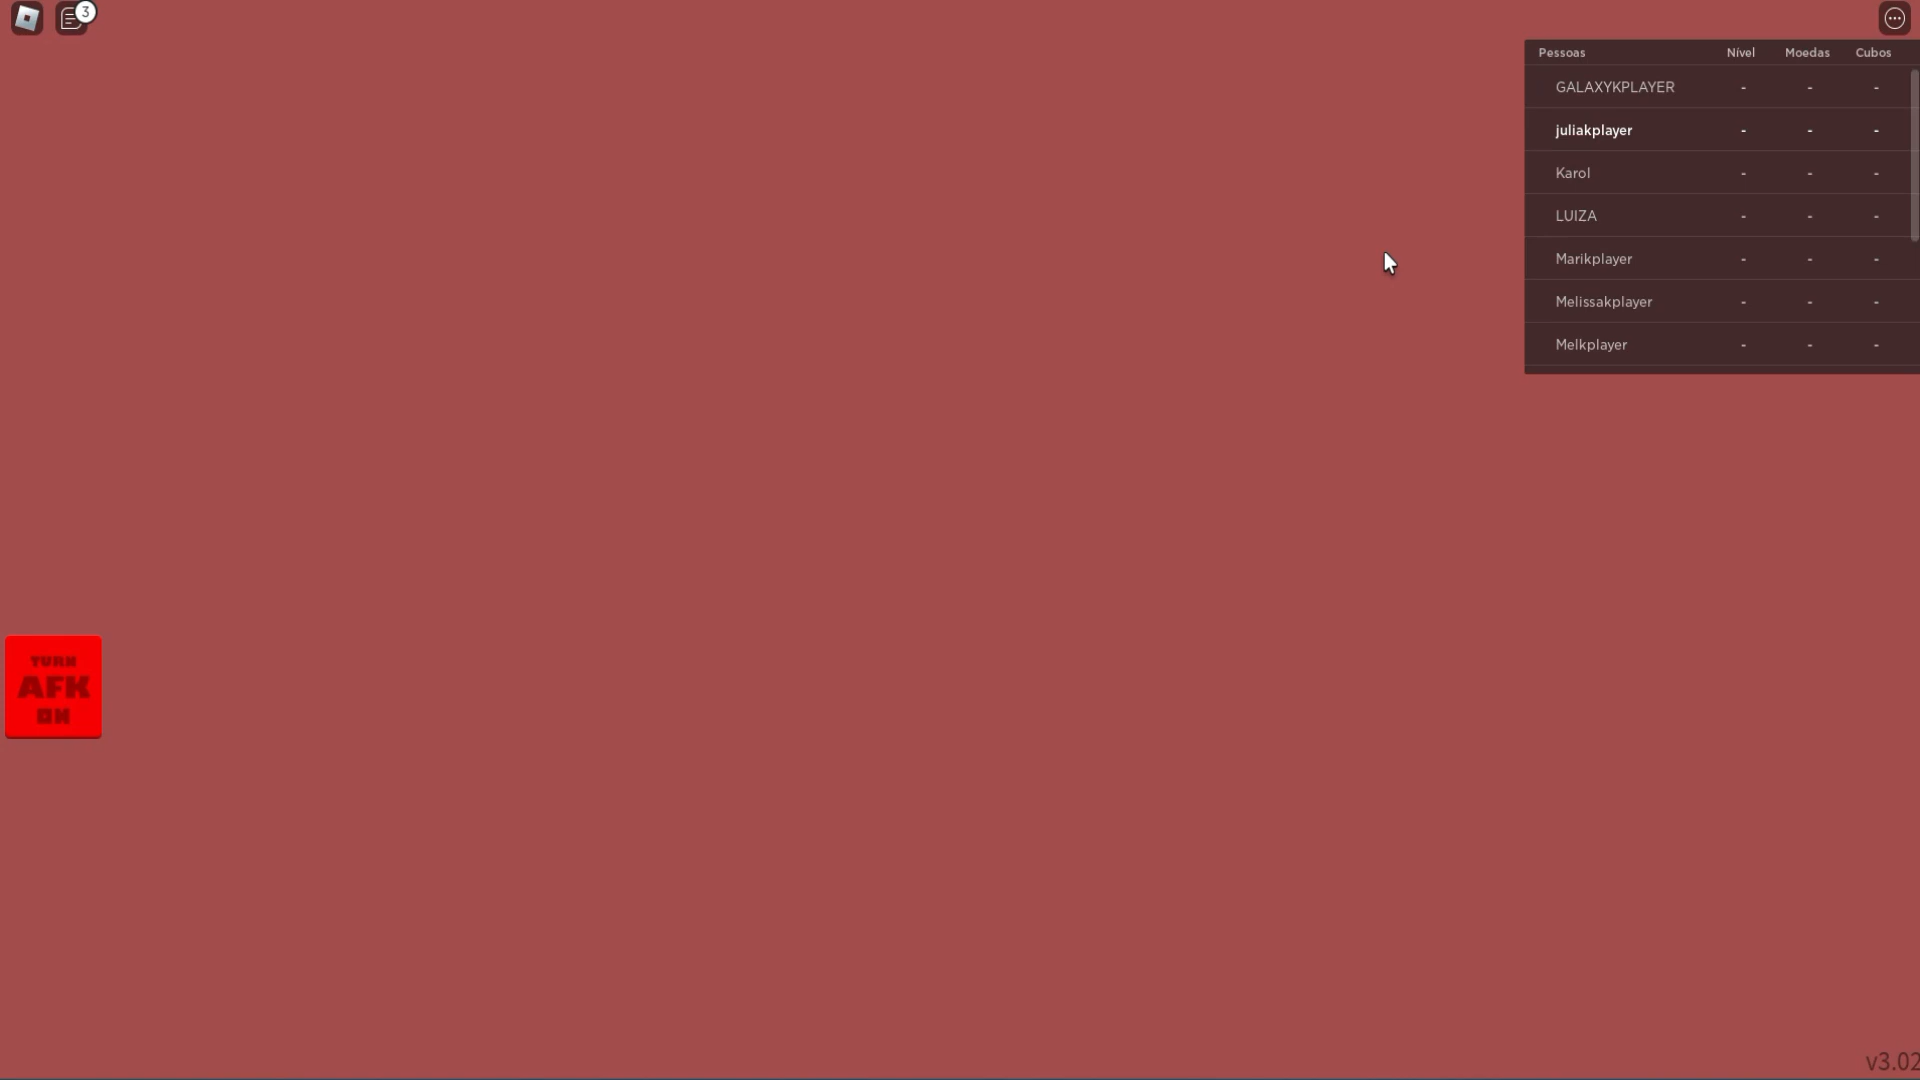 3
Pessoas Nível Moedas Cubos
GALAXYKPLAYER - - -
juliakplayer - - -
Karol - - -
LUIZA - - -
Marikplayer - - -
Melissakplayer - - -
Melkplayer - - -
TURN
AFK
ON
v3.02